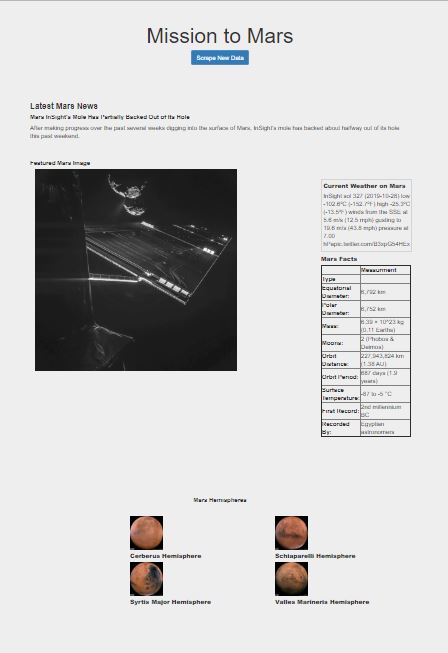 Mission to Mars
Scrape New Data
Latest Mars News
Mars InSight's Mole Has Partially Backed Out of Its Hole
After making progress over the past several weeks digging into the surface of Mars, InSight's mole has backed about halfway out of its hole
this past weekend.
Featured Mars Image
Current Weather on Mars
InSight sol 327 (2019-10-28) low
-102.6ºC (-152.7ºF) high -25.3ºC
(-13.5ºF) winds from the SSE at
5.6 m/s (12.5 mph) gusting to
19.6 m/s (43.8 mph) pressure at
7.00
hPapic.twitter.com/B3xpG54HEx
Mars Facts
Measurment
Type
Equatorial Diameter: 6,792 km
Polar Diameter: 6,752 km
Mass: 6.39 × 10^23 kg (0.11 Earths)
Moons: 2 (Phobos & Deimos)
Orbit Distance: 227,943,824 km (1.38 AU)
Orbit Period: 687 days (1.9 years)
Surface Temperature: -87 to -5 °C
First Record: 2nd millennium BC
Recorded By: Egyptian astronomers
Mars Hemispheres
Cerberus Hemisphere
Schiaparelli Hemisphere
Syrtis Major Hemisphere
Valles Marineris Hemisphere